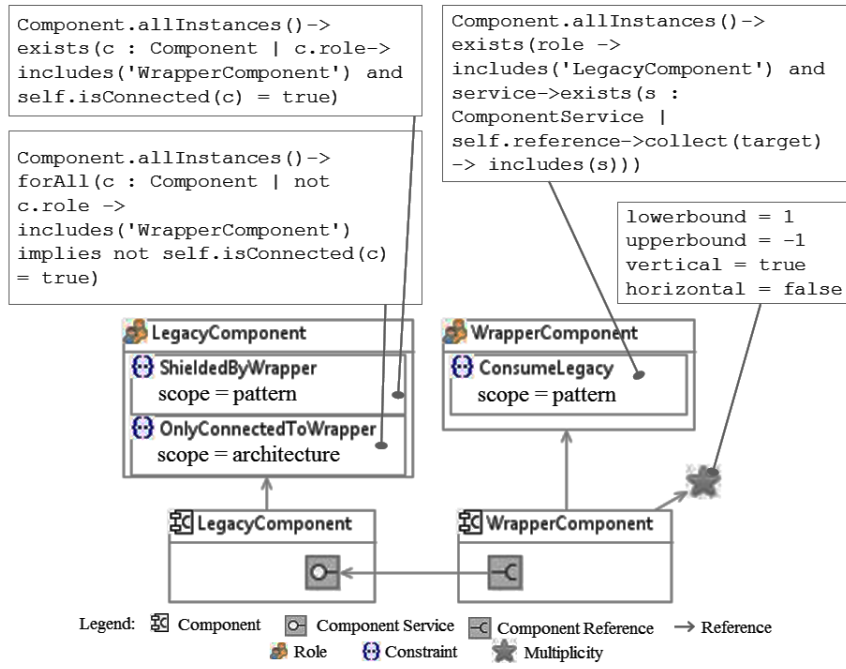 Component.allInstances()->
exists(c : Component | c.role->
includes('WrapperComponent') and
self.isConnected(c) = true)
Component.allInstances()->
exists(role ->
includes('LegacyComponent') and
service->exists(s :
ComponentService |
self.reference->collect(target)
-> includes(s)))
Component.allInstances()->
forAll(c : Component | not
c.role ->
includes('WrapperComponent')
implies not self.isConnected(c)
= true)
lowerbound = 1
upperbound = -1
vertical = true
horizontal = false
LegacyComponent
ShieldedByWrapper
scope = pattern
OnlyConnectedToWrapper
scope = architecture
WrapperComponent
ConsumeLegacy
scope = pattern
LegacyComponent
WrapperComponent
Legend: Component Component Service Component Reference Reference
Role Constraint Multiplicity